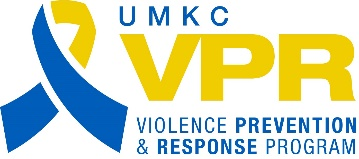 UMKC
VPR
VIOLENCE PREVENTION
& RESPONSE PROGRAM